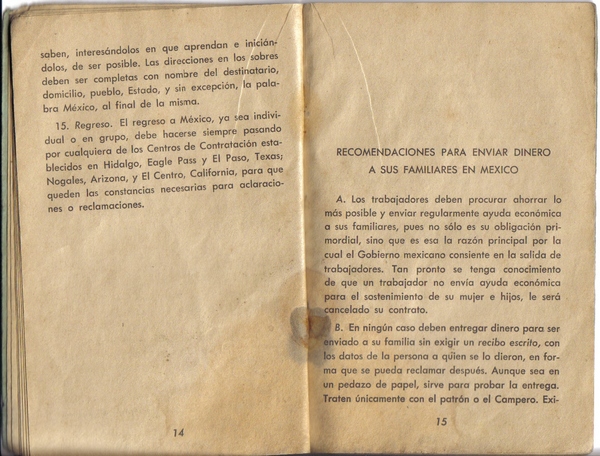 saben, interesándolos en que aprendan e inicián-
dolos, de ser posible. Las direcciones en los sobres
deben ser completas con nombre del destinatario,
domicilio, pueblo, Estado, y sin excepción, la pala-
bra México, al final de la misma.
15. Regreso. El regreso a México, ya sea indivi-
dual o en grupo, debe hacerse siempre pasando
por cualquiera de los Centros de Contratación esta-
blecidos en Hidalgo, Eagle Pass y El Paso, Texas;
Nogales, Arizona, y El Centro, California, para que
queden las constancias necesarias para aclaracio-
nes o reclamaciones.
14
RECOMENDACIONES PARA ENVIAR DINERO
A SUS FAMILIARES EN MEXICO
A. Los trabajadores deben procurar ahorrar lo
más posible y enviar regularmente ayuda económica
a sus familiares, pues no sólo es su obligación pri-
mordial, sino que es esa la razón principal por la
cual el Gobierno mexicano consiente en la salida de
trabajadores. Tan pronto se tenga conocimiento
de que un trabajador no envía ayuda económica
para el sostenimiento de su mujer e hijos, le será
cancelado su contrato.
B. En ningún caso deben entregar dinero para ser
enviado a su familia sin exigir un recibo escrito, con
los datos de la persona a quien se lo dieron, en for-
ma que se pueda reclamar después. Aunque sea en
un pedazo de papel, sirve para probar la entrega.
Traten únicamente con el patrón o el Campero. Exi-
15